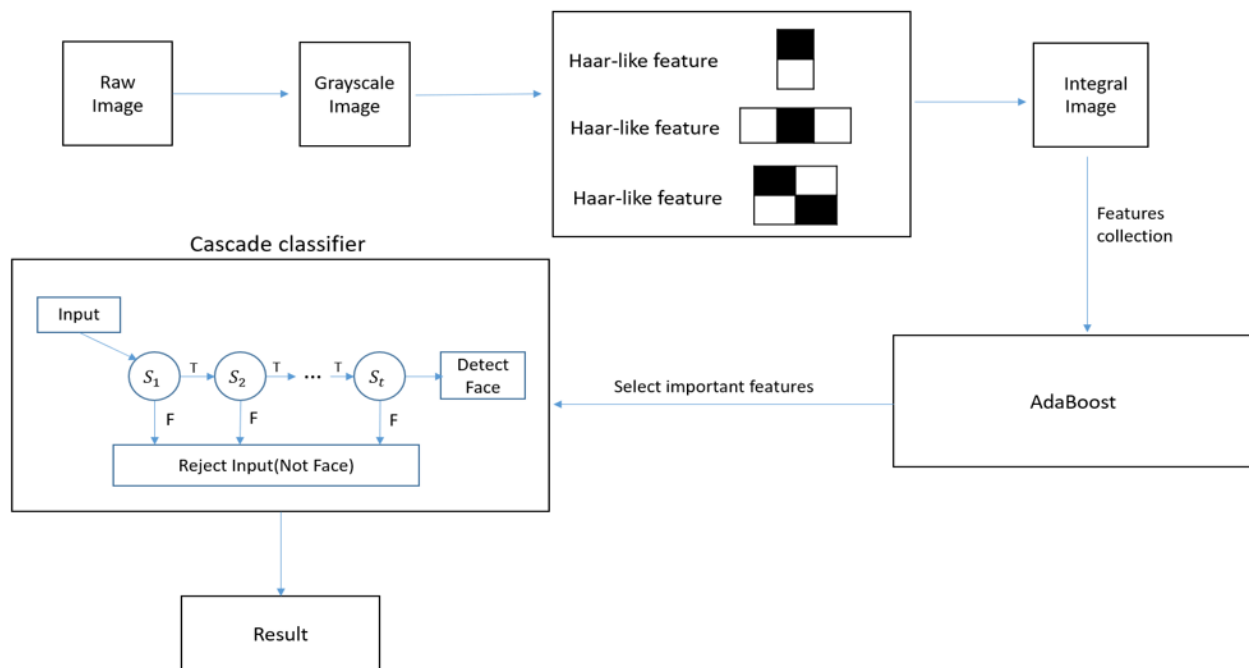 Raw
Image
Grayscale
Image
Haar-like feature
Haar-like feature
Haar-like feature
Integral
Image
Features
collection
AdaBoost
Select important features
Cascade classifier
Input
S₁ T S₂ T ... T Sₜ
Detect
Face
F F F
Reject Input(Not Face)
Result